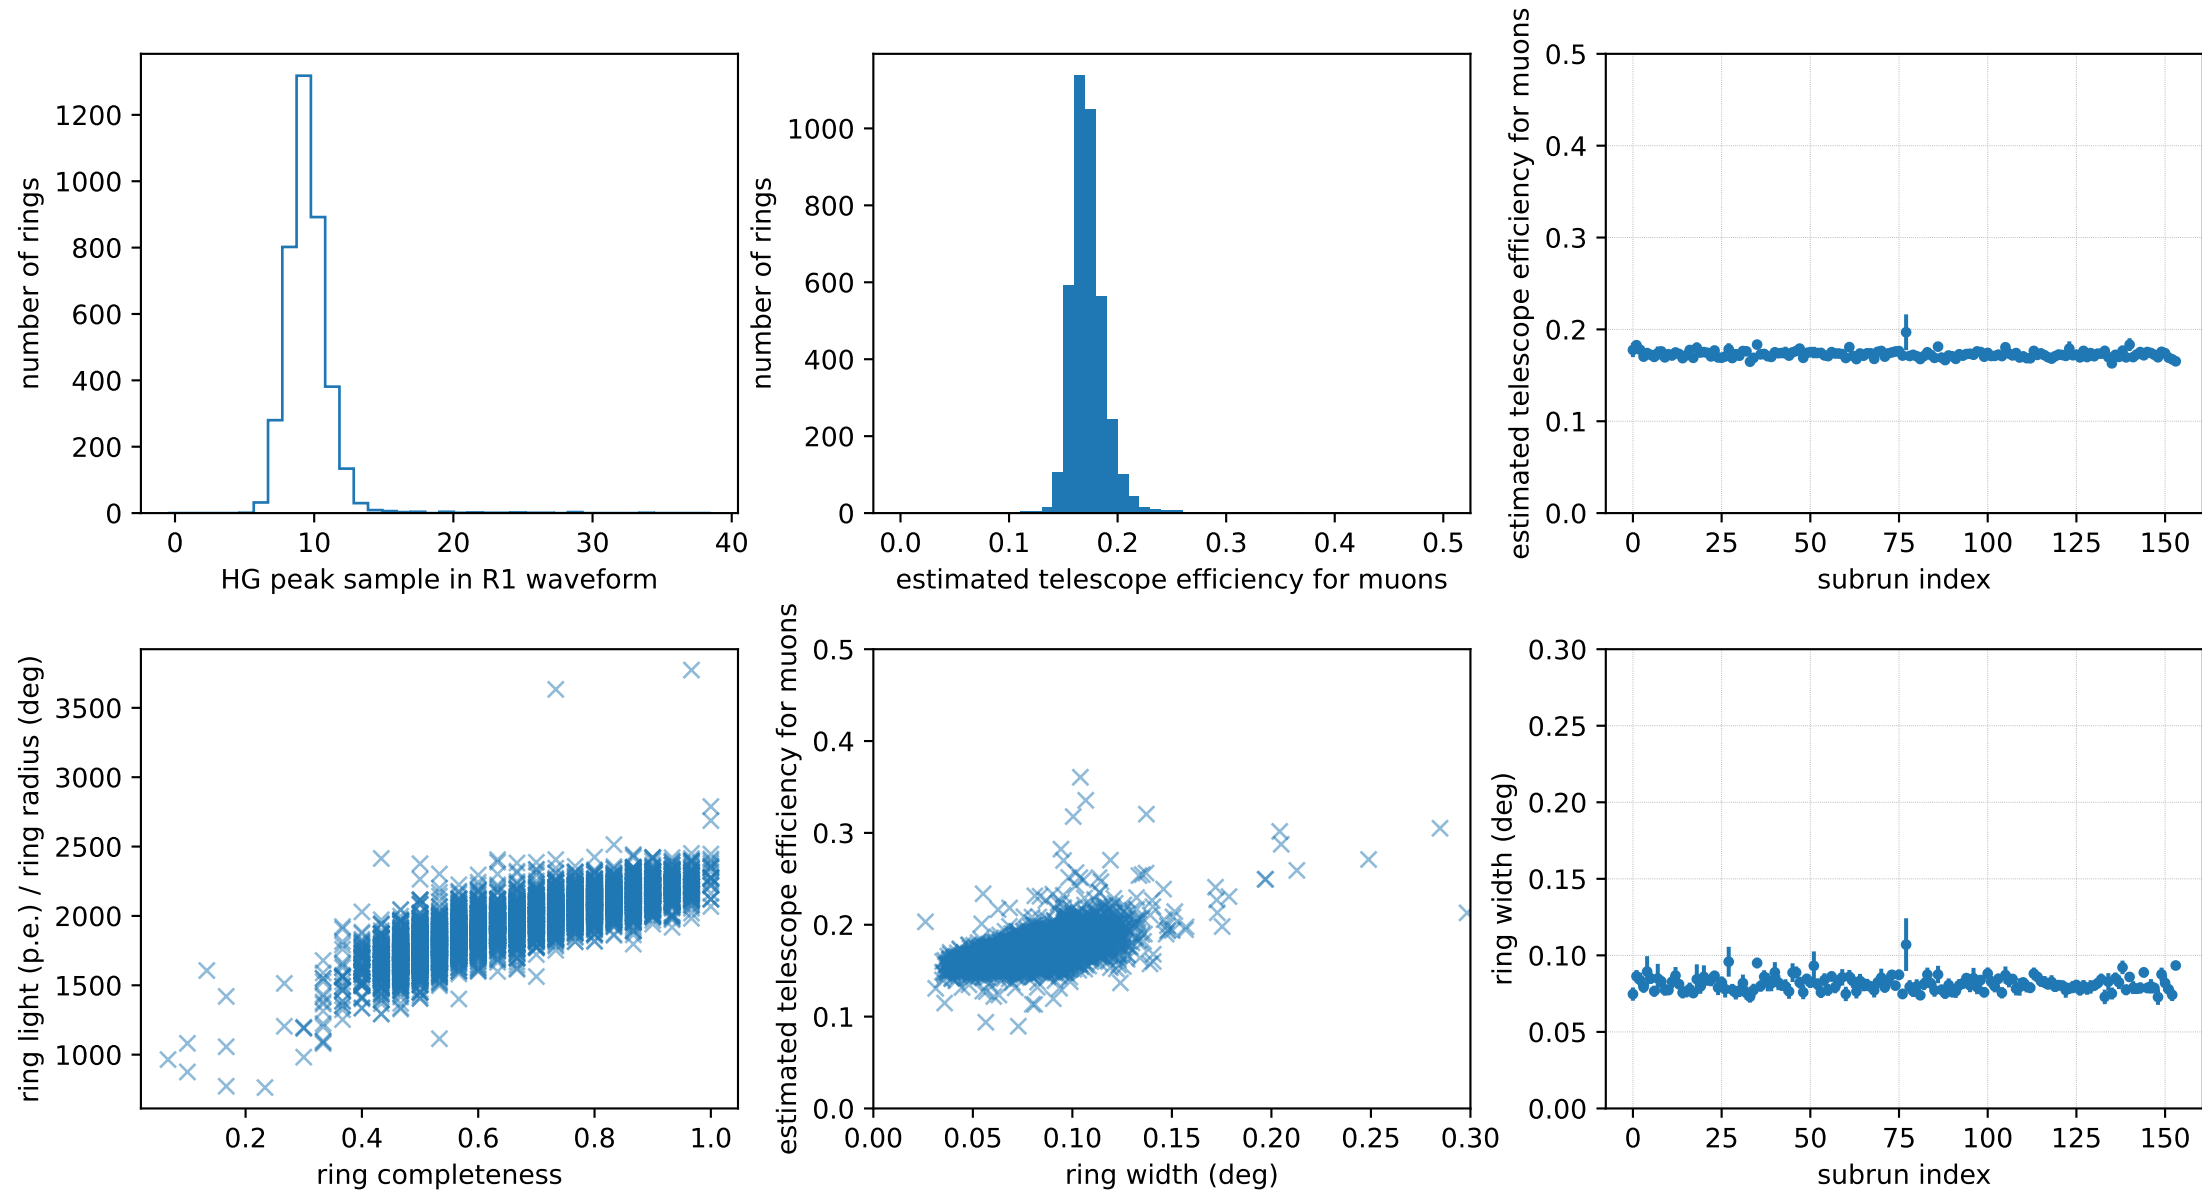 number of rings
1200
1000
800
600
400
200
0
0 10 20 30 40
HG peak sample in R1 waveform
number of rings
1000
800
600
400
200
0
0.0 0.1 0.2 0.3 0.4 0.5
estimated telescope efficiency for muons
estimated telescope efficiency for muons
0.5
0.4
0.3
0.2
0.1
0.0
0 25 50 75 100 125 150
subrun index
ring light (p.e.) / ring radius (deg)
3500
3000
2500
2000
1500
1000
0.2 0.4 0.6 0.8 1.0
ring completeness
estimated telescope efficiency for muons
0.5
0.4
0.3
0.2
0.1
0.0
0.00 0.05 0.10 0.15 0.20 0.25 0.30
ring width (deg)
ring width (deg)
0.30
0.25
0.20
0.15
0.10
0.05
0.00
0 25 50 75 100 125 150
subrun index